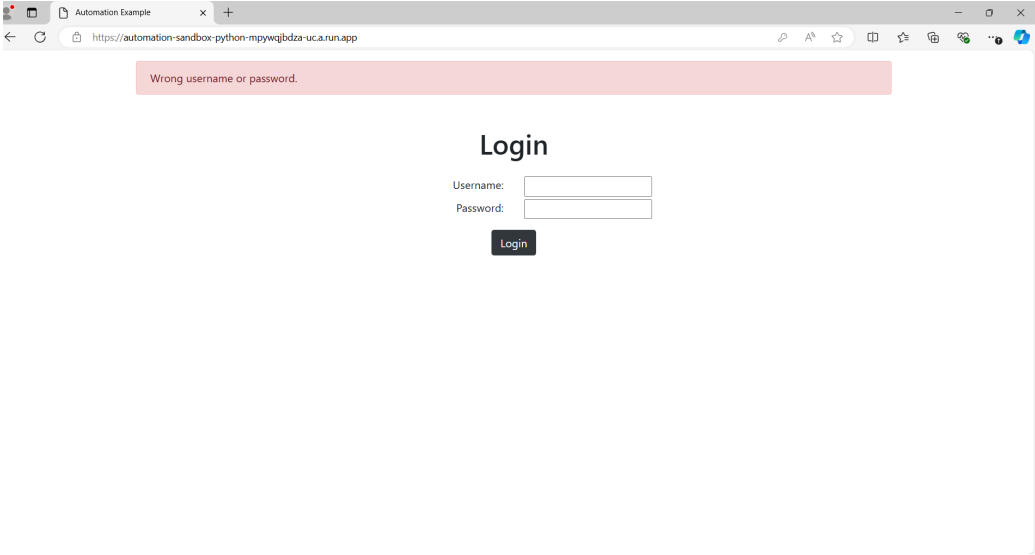 Automation Example
https://automation-sandbox-python-mpywqjbdza-uc.a.run.app
Wrong username or password.
Login
Username:
Password:
Login